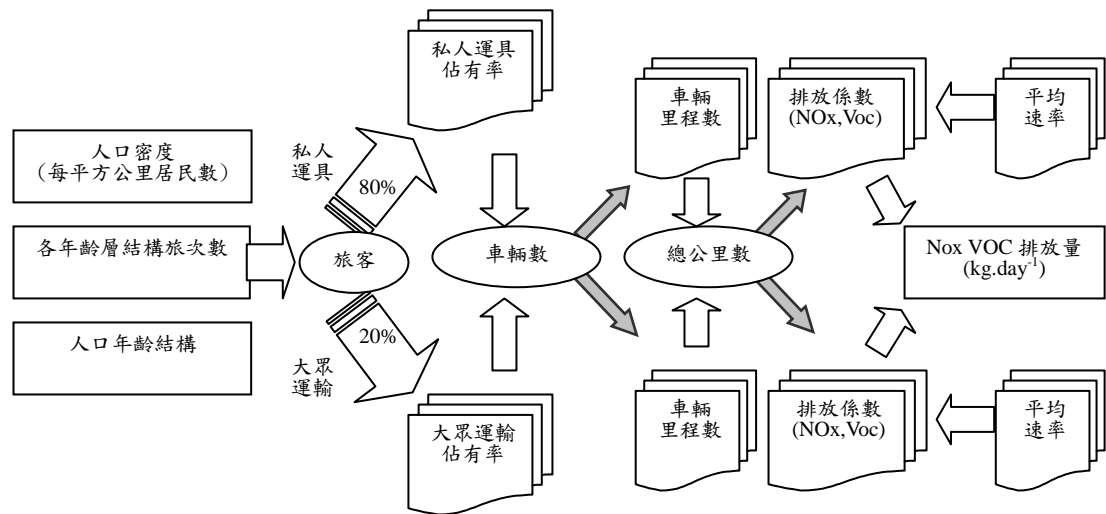 私人運具
佔有率
車輛
里程數
排放係數
(NOx,Voc)
平均
速率
人口密度
（每平方公里居民數）
私人
運具
80%
各年齡層結構旅次數
旅客
車輛數
總公里數
Nox VOC 排放量
(kg.day-1)
人口年齡結構
20%
大眾
運輸
大眾運輸
佔有率
車輛
里程數
排放係數
(NOx,Voc)
平均
速率